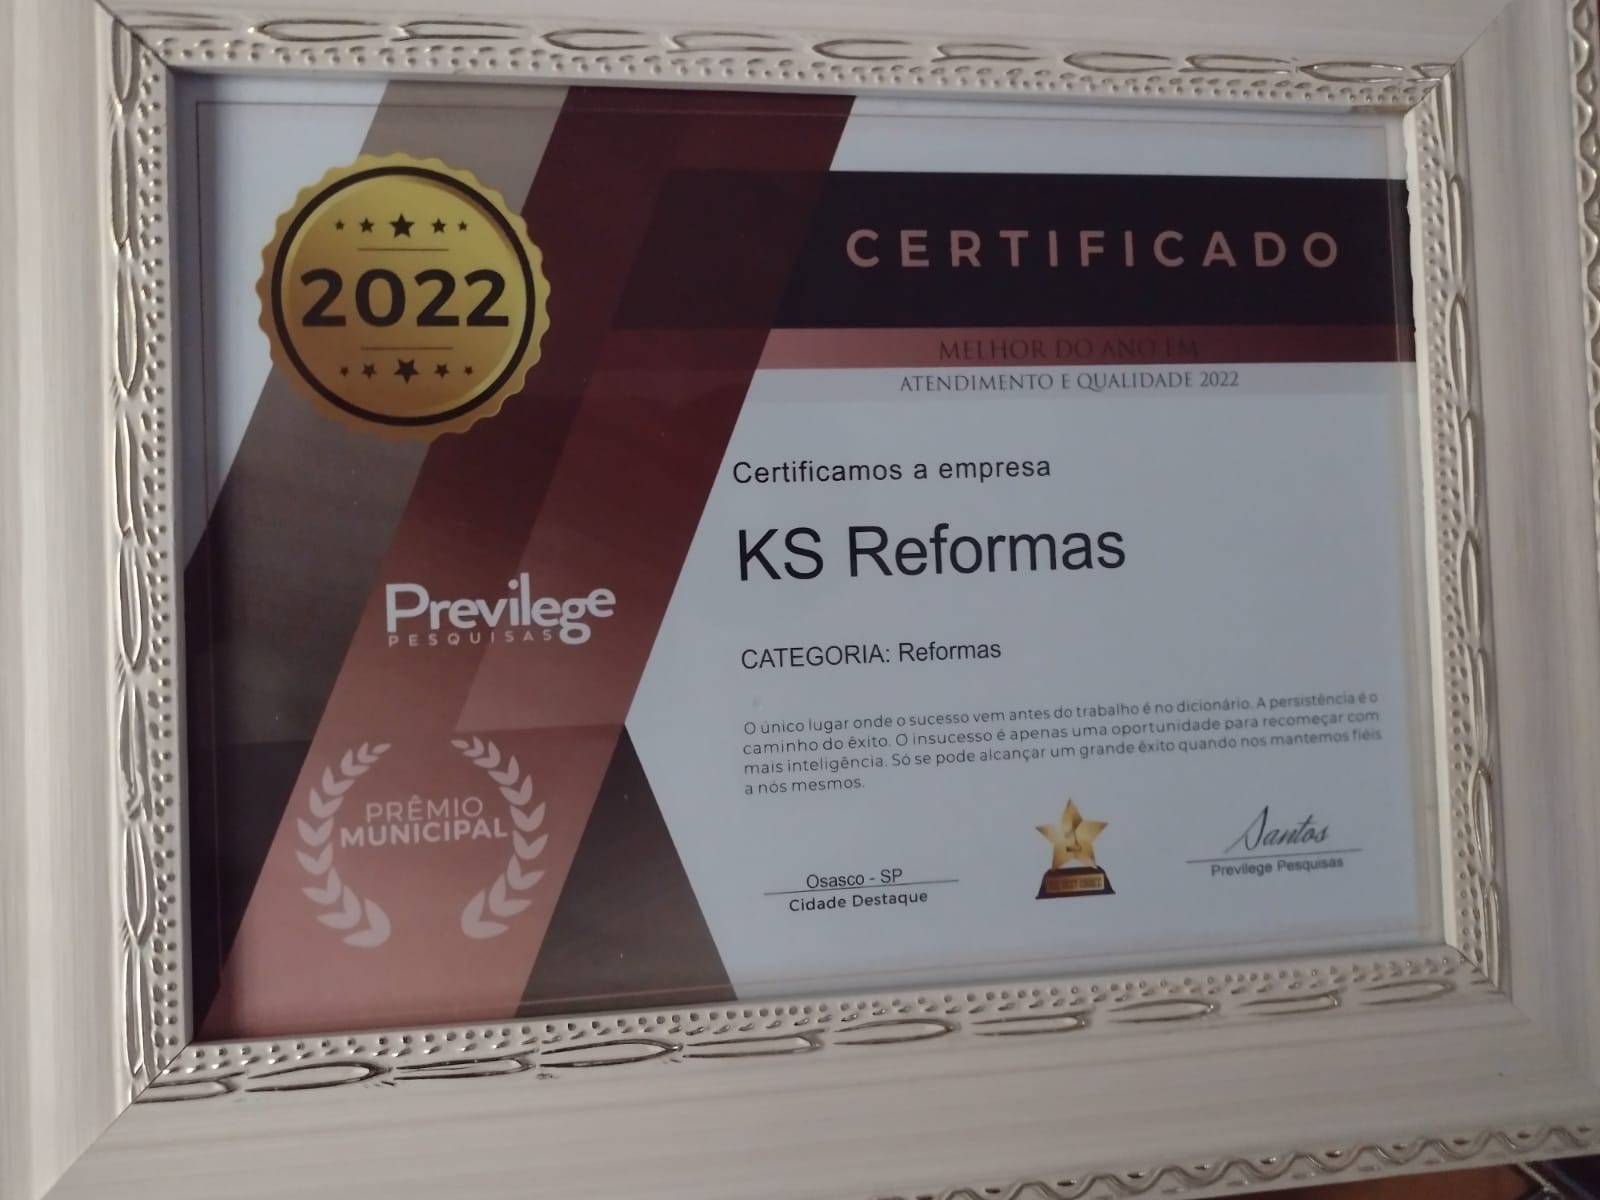 2022
CERTIFICADO
MELHOR DO ANO EM
ATENDIMENTO E QUALIDADE 2022
Certificamos a empresa
KS Reformas
CATEGORIA: Reformas
O único lugar onde o sucesso vem antes do trabalho é no dicionário. A persistência é o
caminho do êxito. O insucesso é apenas uma oportunidade para recomeçar com
mais inteligência. Só se pode alcançar um grande êxito quando nos mantemos fiéis
a nós mesmos.
Previlege
PESQUISAS
PRÊMIO
MUNICIPAL
Osasco - SP
Cidade Destaque
Santos
Previlege Pesquisas